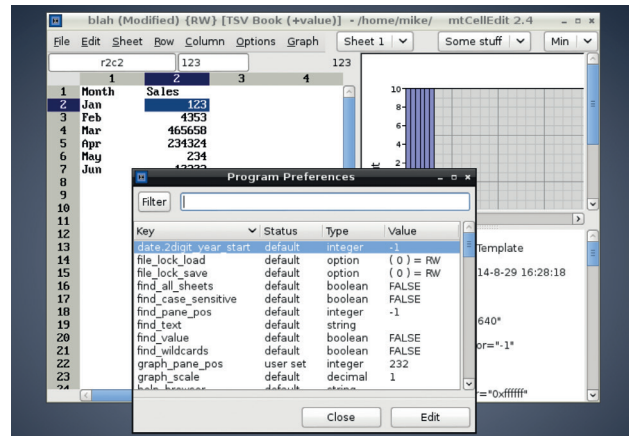 blah (Modified) {RW} [TSV Book (+value)] - /home/mike/ mtCellEdit 2.4
File Edit Sheet Row Column Options Graph Sheet 1 Some stuff Min
r2c2 123 123
1 2 3 4
1 Month Sales
2 Jan 123
3 Feb 4353
4 Mar 465658
5 Apr 234324
6 May 234
7 Jun
8
9
10
11
12
13
14
15
16
17
18
19
20
21
22
23
24
10
8
6
4
2
Program Preferences
Filter
Key Status Type Value
date.2digit_year_start default integer -1
file_lock_load default option ( 0 ) = RW
file_lock_save default option ( 0 ) = RW
find_all_sheets default boolean FALSE
find_case_sensitive default boolean FALSE
find_pane_pos default integer -1
find_text default string
find_value default boolean FALSE
find_wildcards default boolean FALSE
graph_pane_pos user set integer 232
graph_scale default decimal 1
help_browser default string
Close Edit
Template
14-8-29 16:28:18
640"
or="-1"
r="0xffffff"